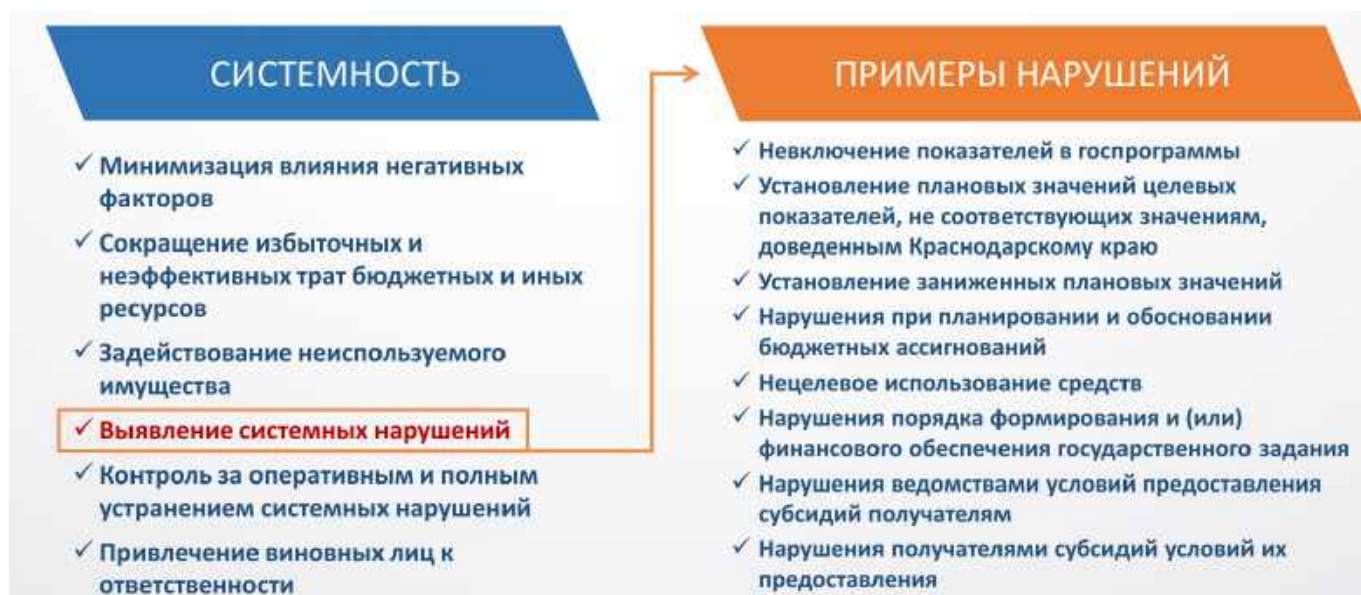 СИСТЕМНОСТЬ
✓ Минимизация влияния негативных
факторов
✓ Сокращение избыточных и
неэффективных трат бюджетных и иных
ресурсов
✓ Задействование неиспользуемого
имущества
✓ Выявление системных нарушений
✓ Контроль за оперативным и полным
устранением системных нарушений
✓ Привлечение виновных лиц к
ответственности
ПРИМЕРЫ НАРУШЕНИЙ
✓ Невключение показателей в госпрограммы
✓ Установление плановых значений целевых
показателей, не соответствующих значениям,
доведенным Краснодарскому краю
✓ Установление заниженных плановых значений
✓ Нарушения при планировании и обосновании
бюджетных ассигнований
✓ Нецелевое использование средств
✓ Нарушения порядка формирования и (или)
финансового обеспечения государственного задания
✓ Нарушения ведомствами условий предоставления
субсидий получателям
✓ Нарушения получателями субсидий условий их
предоставления